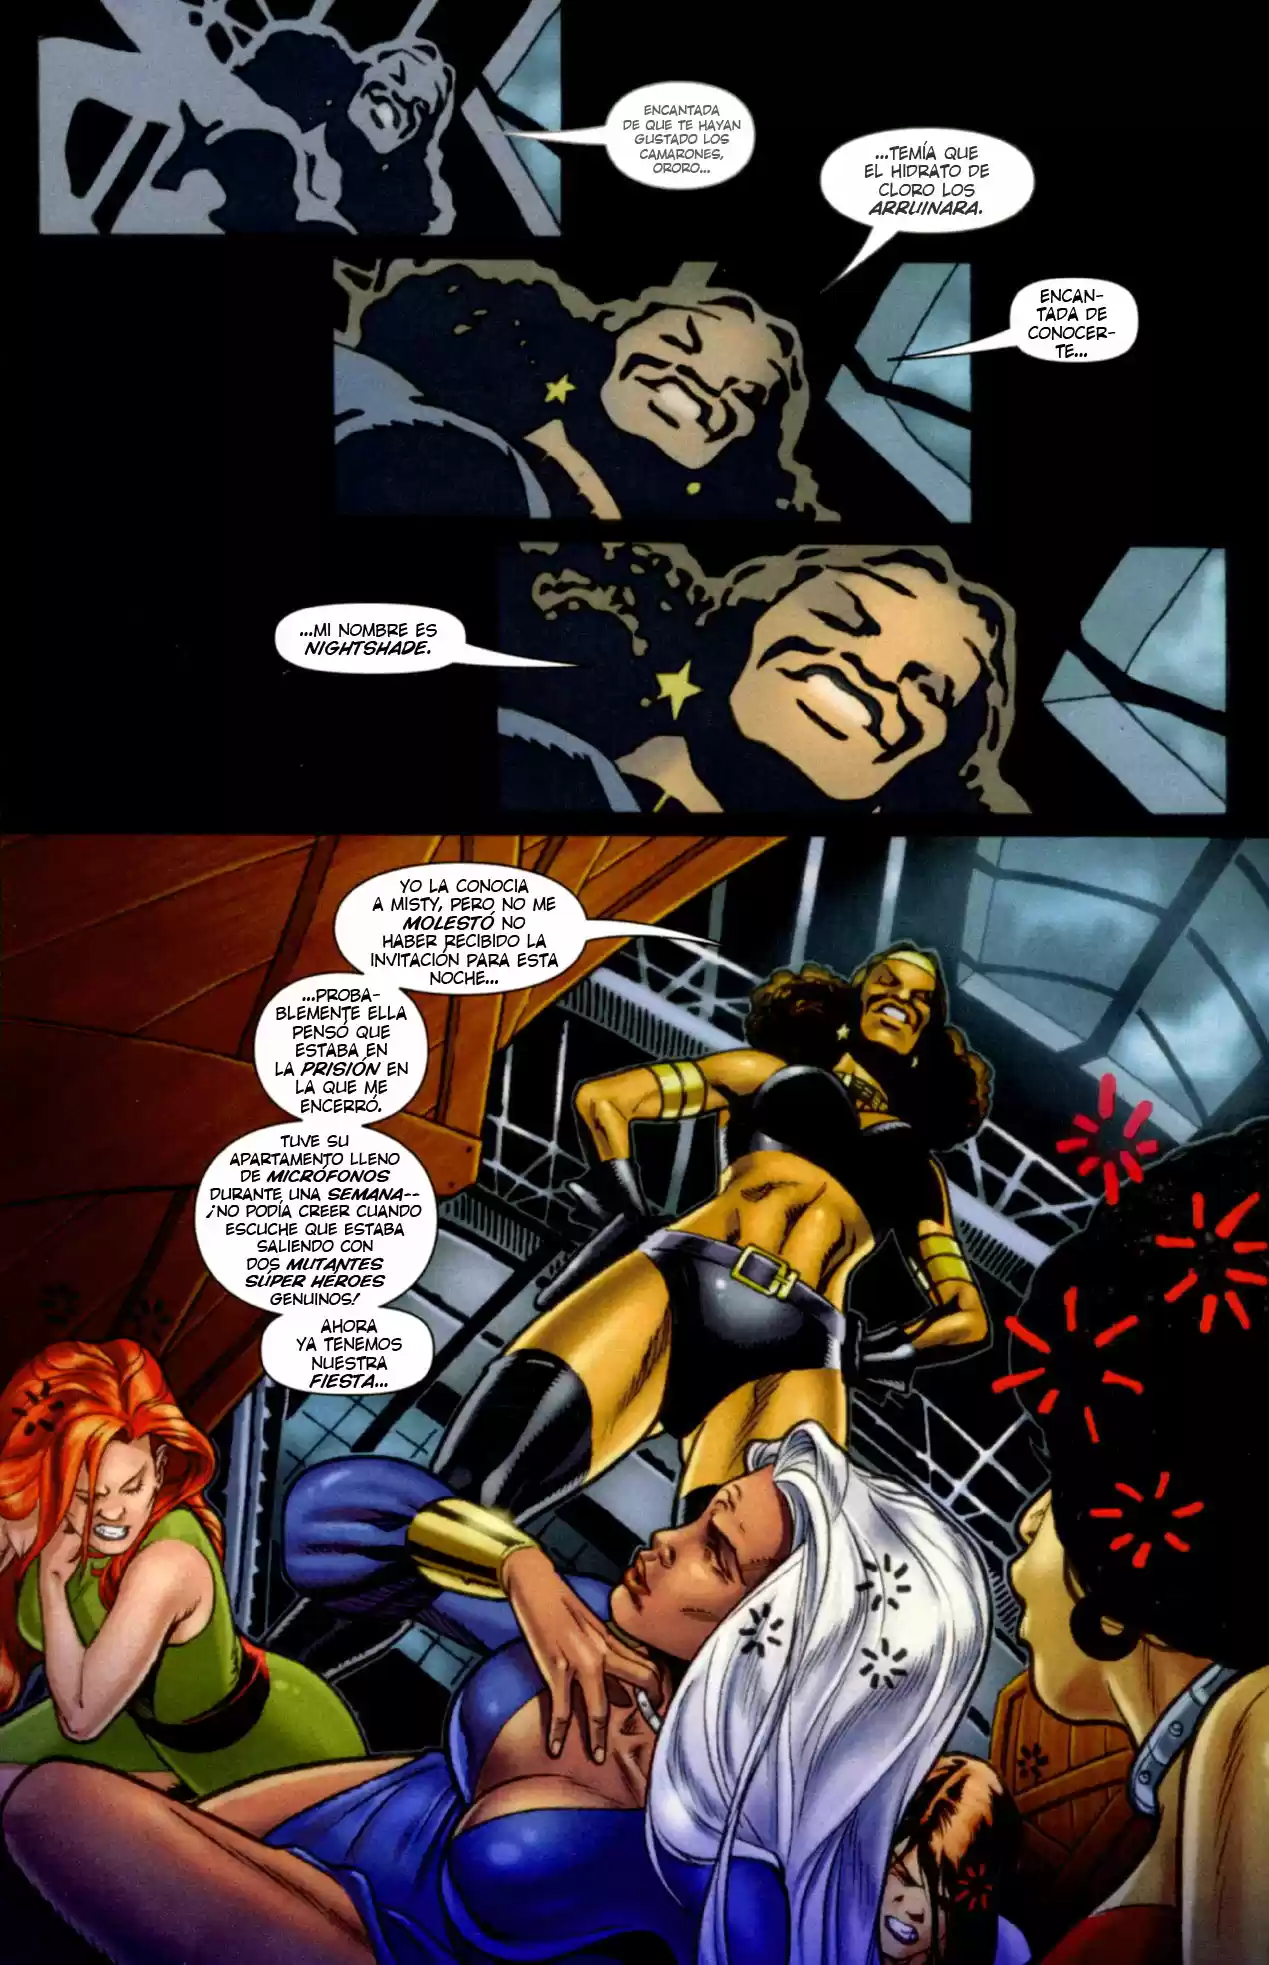 ENCANTADA
DE QUE TE HAYAN
GUSTADO LOS
CAMARONES,
ORORO...
...TEMÍA QUE
EL HIDRATO DE
CLORO LOS
ARRUINARA.
ENCAN-
TADA DE
CONOCER-
TE...
...MI NOMBRE ES
NIGHTSHADE.
YO LA CONOCIA
A MISTY, PERO NO ME
MOLESTÓ NO
HABER RECIBIDO LA
INVITACIÓN PARA ESTA
NOCHE...
...PROBA-
BLEMENTE ELLA
PENSÓ QUE
ESTABA EN
LA PRISIÓN EN
LA QUE ME
ENCERRÓ.
TUVE SU
APARTAMENTO LLENO
DE MICRÓFONOS
DURANTE UNA SEMANA--
¡NO PODÍA CREER CUANDO
ESCUCHE QUE ESTABA
SALIENDO CON
DOS MUTANTES
SÚPER HÉROES
GENUINOS!
AHORA
YA TENEMOS
NUESTRA
FIESTA...